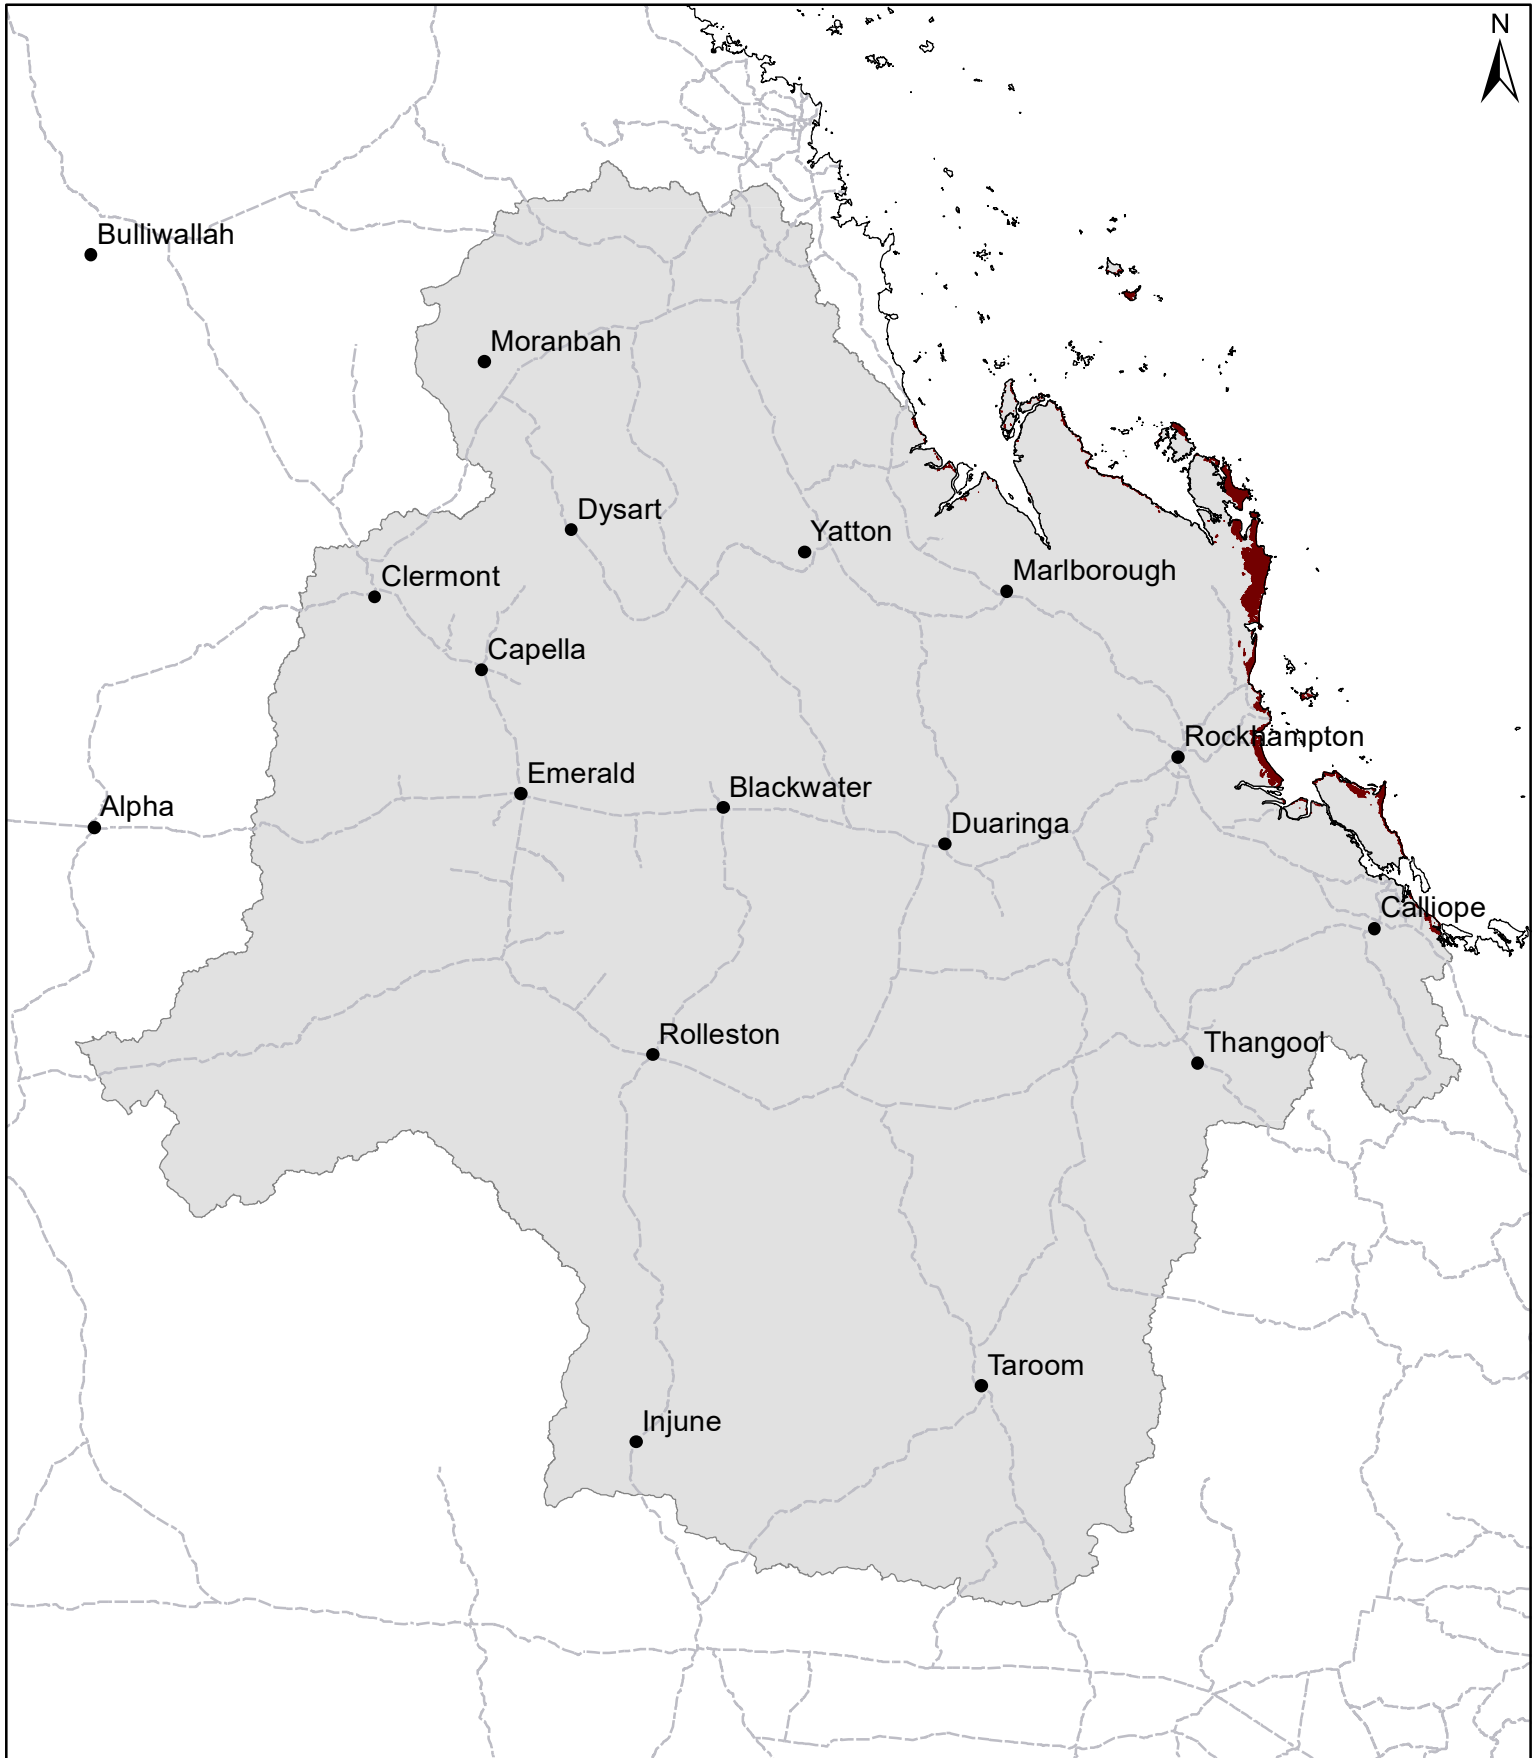 N
Bulliwallah
Moranbah
Dysart
Yatton
Clermont
Marlborough
Capella
Rockhampton
Emerald
Blackwater
Alpha
Duaringa
Calliope
Rolleston
Thangool
Taroom
Injune